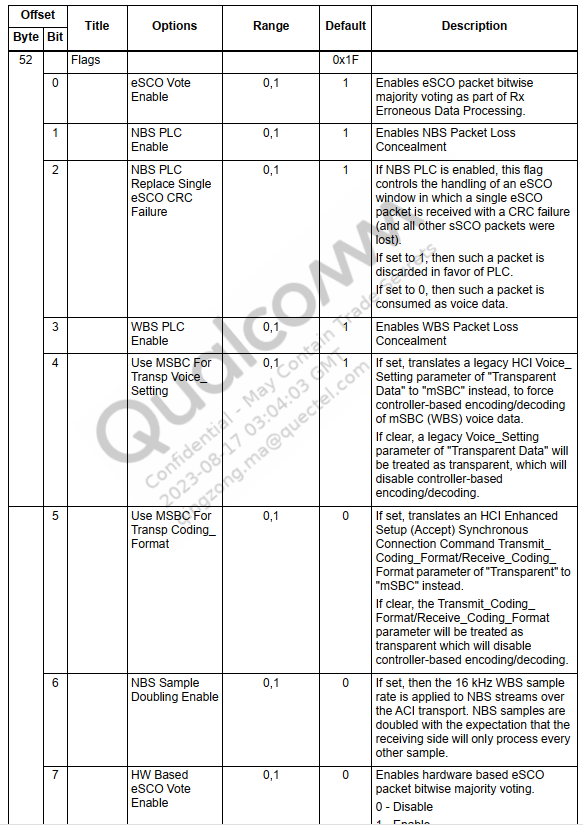 Offset
Title
Options
Range
Default
Description
Byte
Bit
52
Flags
0x1F
0
eSCO Vote
Enable
0,1
1
Enables eSCO packet bitwise
majority voting as part of Rx
Erroneous Data Processing.
1
NBS PLC
Enable
0,1
1
Enables NBS Packet Loss
Concealment
2
NBS PLC
Replace Single
eSCO CRC
Failure
0,1
1
If NBS PLC is enabled, this flag
controls the handling of an eSCO
window in which a single eSCO
packet is received with a CRC failure
(and all other sSCO packets were
lost).
If set to 1, then such a packet is
discarded in favor of PLC.
If set to 0, then such a packet is
consumed as voice data.
3
WBS PLC
Enable
0,1
1
Enables WBS Packet Loss
Concealment
4
Use MSBC For
Transp Voice_
Setting
0,1
1
If set, translates a legacy HCI Voice_
Setting parameter of "Transparent
Data" to "mSBC" instead, to force
controller-based encoding/decoding
of mSBC (WBS) voice data.
If clear, a legacy Voice_Setting
parameter of "Transparent Data" will
be treated as transparent, which will
disable controller-based
encoding/decoding.
5
Use MSBC For
Transp Coding_
Format
0,1
0
If set, translates an HCI Enhanced
Setup (Accept) Synchronous
Connection Command Transmit_
Coding_Format/Receive_Coding_
Format parameter of "Transparent" to
"mSBC" instead.
If clear, the Transmit_Coding_
Format/Receive_Coding_Format
parameter will be treated as
transparent which will disable
controller-based encoding/decoding.
6
NBS Sample
Doubling Enable
0,1
0
If set, then the 16 kHz WBS sample
rate is applied to NBS streams over
the ACI transport. NBS samples are
doubled with the expectation that the
receiving side will only process every
other sample.
7
HW Based
eSCO Vote
Enable
0,1
0
Enables hardware based eSCO
packet bitwise majority voting.
0 - Disable
1 - Enable
Qualcomm
Confidential - May Contain Trade Secrets
2023-08-17 03:04:03 GMT